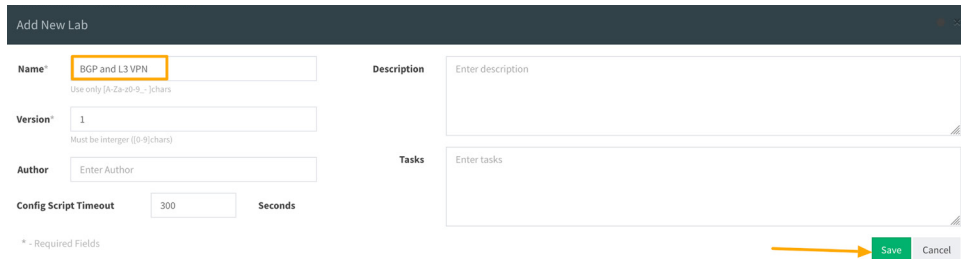 Add New Lab
Name*
BGP and L3 VPN
Use only [A-Za-z0-9_- ]chars
Version*
1
Must be interger ([0-9]chars)
Author
Enter Author
Config Script Timeout
300
Seconds
* - Required Fields
Description
Enter description
Tasks
Enter tasks
Save
Cancel